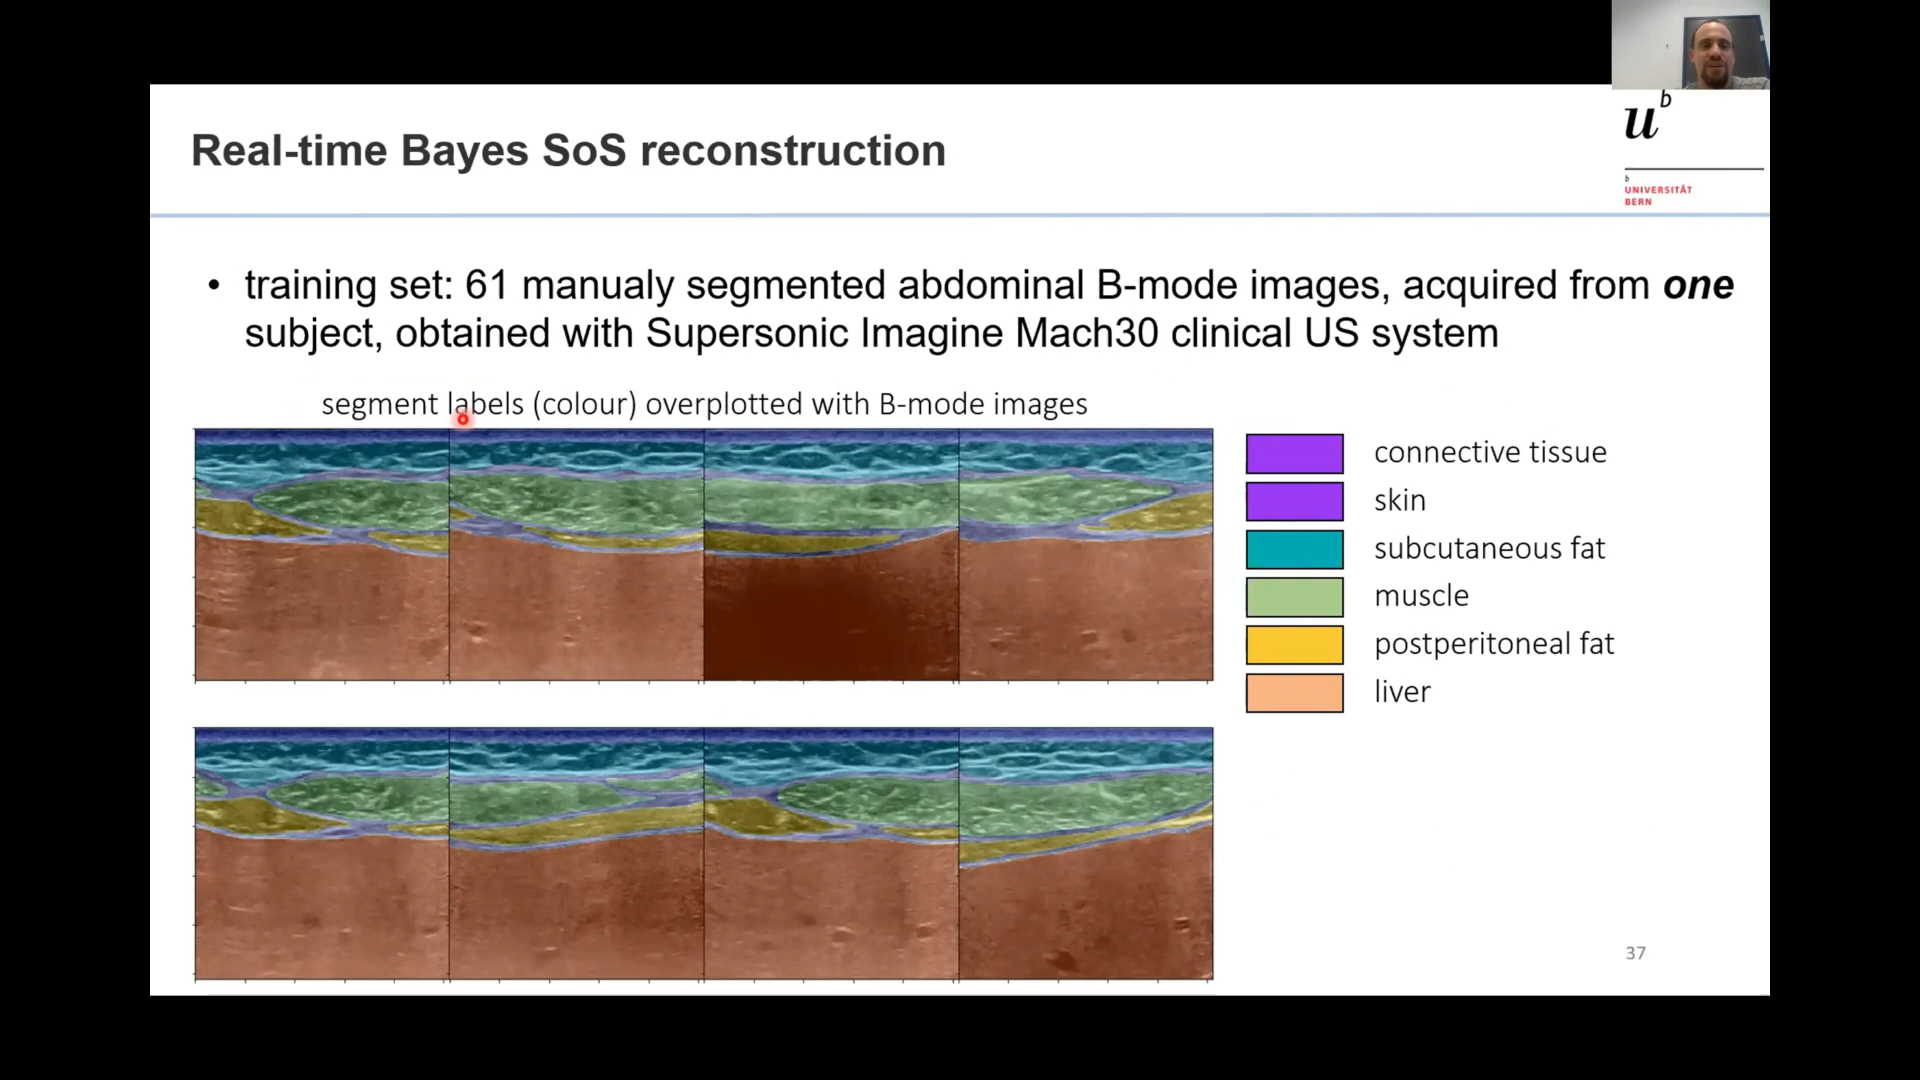 Real-time Bayes SoS reconstruction
u b
b
UNIVERSITÄT
BERN
• training set: 61 manualy segmented abdominal B-mode images, acquired from one
subject, obtained with Supersonic Imagine Mach30 clinical US system
segment labels (colour) overplotted with B-mode images
connective tissue
skin
subcutaneous fat
muscle
postperitoneal fat
liver
37